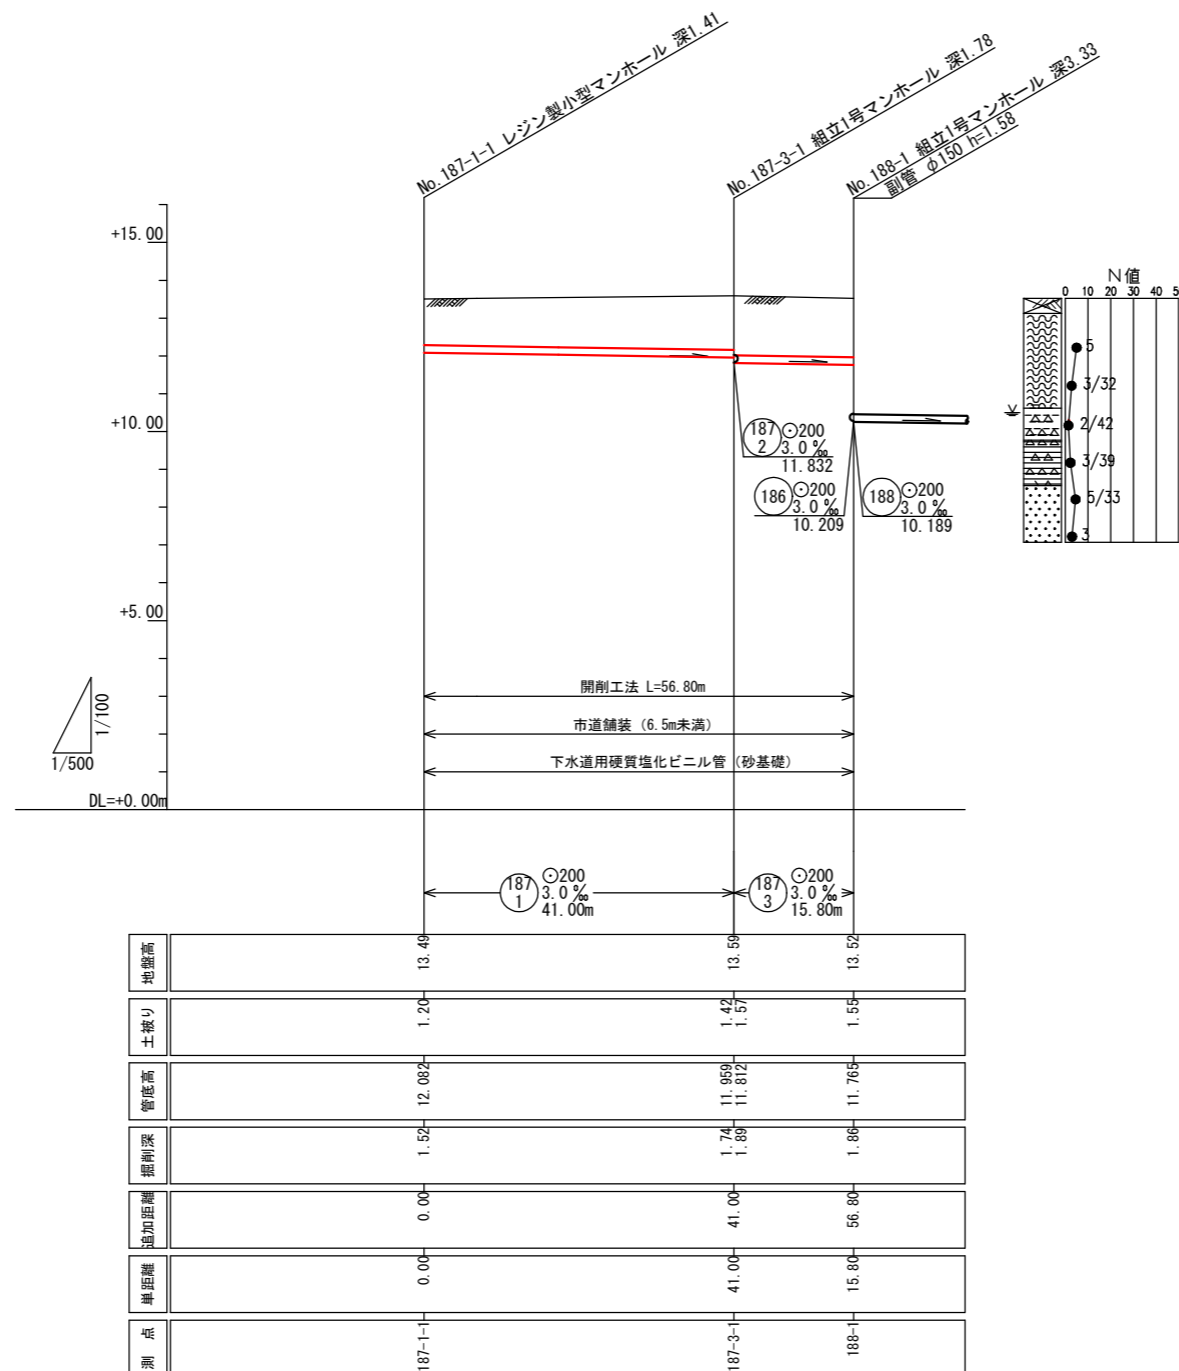 No.187-1-1 レジン製小型マンホール 深1.41
No.187-3-1 組立1号マンホール 深1.78
No.188-1 組立1号マンホール 深3.33
副管 φ150 h=1.58
+15.00
+10.00
+5.00
DL=+0.00m
1/100
1/500
N値
0 10 20 30 40 50
5
3/32
2/42
3/39
5/33
3
187
2
⊙200
3.0‰
11.832
186
⊙200
3.0‰
10.209
188
⊙200
3.0‰
10.189
開削工法 L=56.80m
市道舗装 (6.5m未満)
下水道用硬質塩化ビニル管 (砂基礎)
187
1
⊙200
3.0‰
41.00m
187
3
⊙200
3.0‰
15.80m
地盤高 13.49 13.59 13.52
土被り 1.20 1.42 1.57 1.55
管底高 12.082 11.959 11.812 11.765
掘削深 1.52 1.74 1.89 1.86
追加距離 0.00 41.00 56.80
単距離 0.00 41.00 15.80
測点 187-1-1 187-3-1 188-1